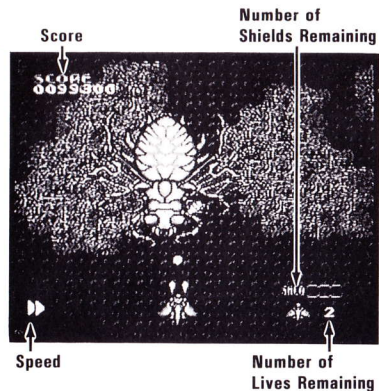 Number of
Shields Remaining
Score
SCORE
0099300
SHLD
2
Speed
Number of
Lives Remaining